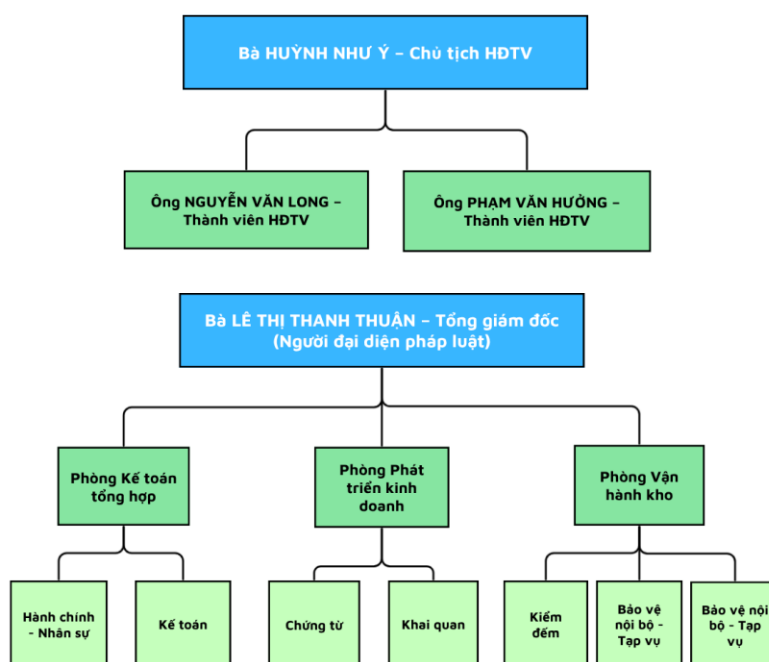 Bà HUỲNH NHƯ Ý – Chủ tịch HĐTV
Ông NGUYỄN VĂN LONG –
Thành viên HĐTV
Ông PHẠM VĂN HƯỞNG –
Thành viên HĐTV
Bà LÊ THỊ THANH THUẬN – Tổng giám đốc
(Người đại diện pháp luật)
Phòng Kế toán
tổng hợp
Phòng Phát
triển kinh
doanh
Phòng Vận
hành kho
Hành chính
- Nhân sự
Kế toán
Chứng từ
Khai quan
Kiểm
đếm
Bảo vệ
nội bộ -
Tạp vụ
Bảo vệ nội
bộ - Tạp
vụ